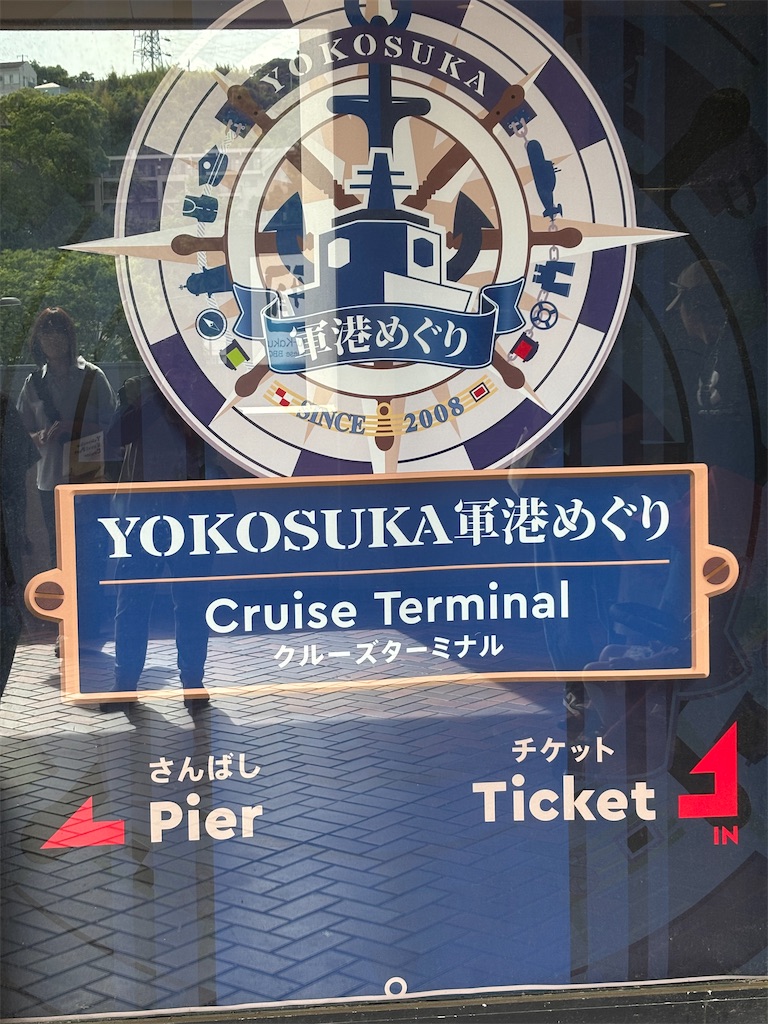 YOKOSUKA
軍港めぐり
SINCE 2008
YOKOSUKA軍港めぐり
Cruise Terminal
クルーズターミナル
さんばし
Pier
チケット
Ticket
IN